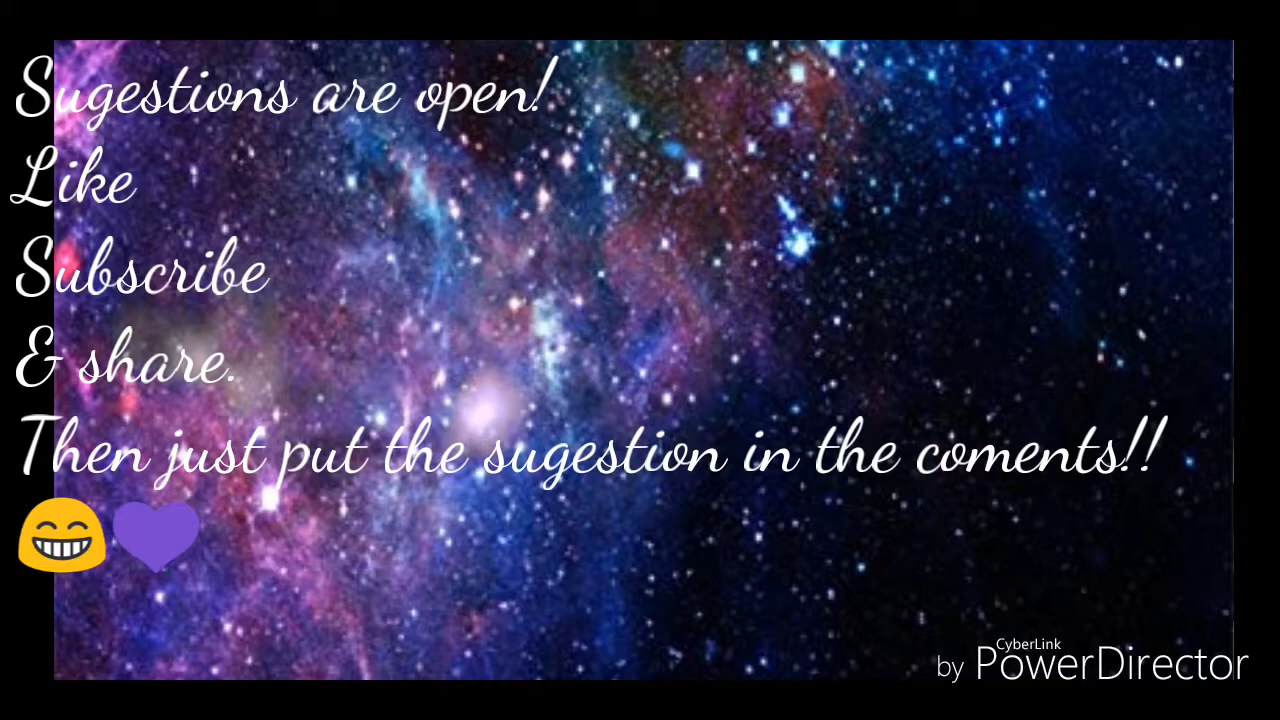 Sugestions are open!
Like
Subscribe
& share.
Then just put the sugestion in the coments!!
😁💜
CyberLink
by PowerDirector